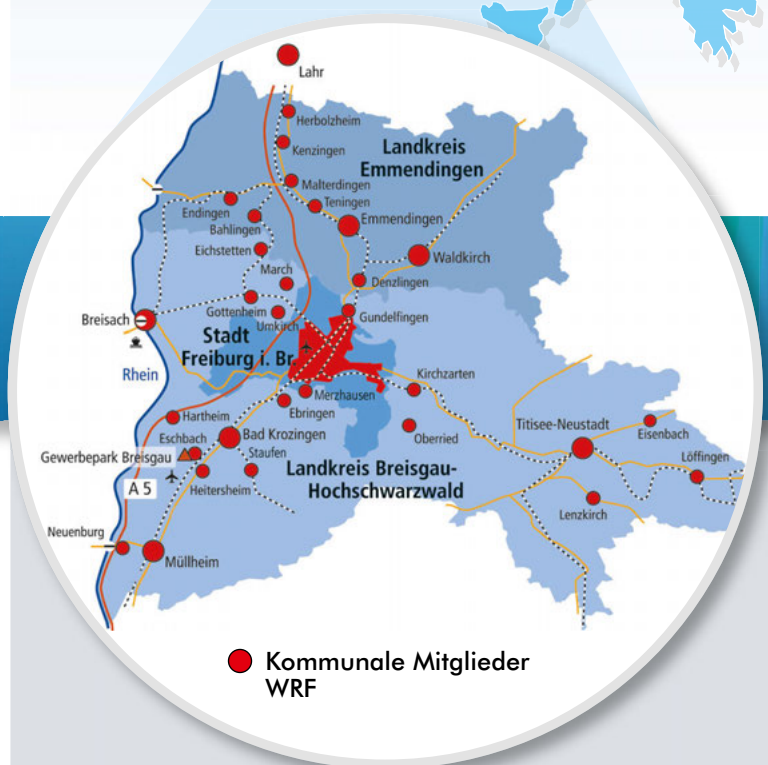 Lahr
Herbolzheim
Kenzingen
Landkreis
Emmendingen
Malterdingen
Teningen
Endingen
Emmendingen
Bahlingen
Eichstetten
Waldkirch
March
Denzlingen
Gottenheim
Umkirch
Gundelfingen
Breisach
Stadt
Freiburg i. Br.
Rhein
Kirchzarten
Merzhausen
Ebringen
Hartheim
Titisee-Neustadt
Eisenbach
Oberried
Eschbach
Bad Krozingen
Gewerbepark Breisgau
Staufen
Löffingen
Landkreis Breisgau-
Hochschwarzwald
A 5
Heitersheim
Lenzkirch
Neuenburg
Müllheim
Kommunale Mitglieder
WRF